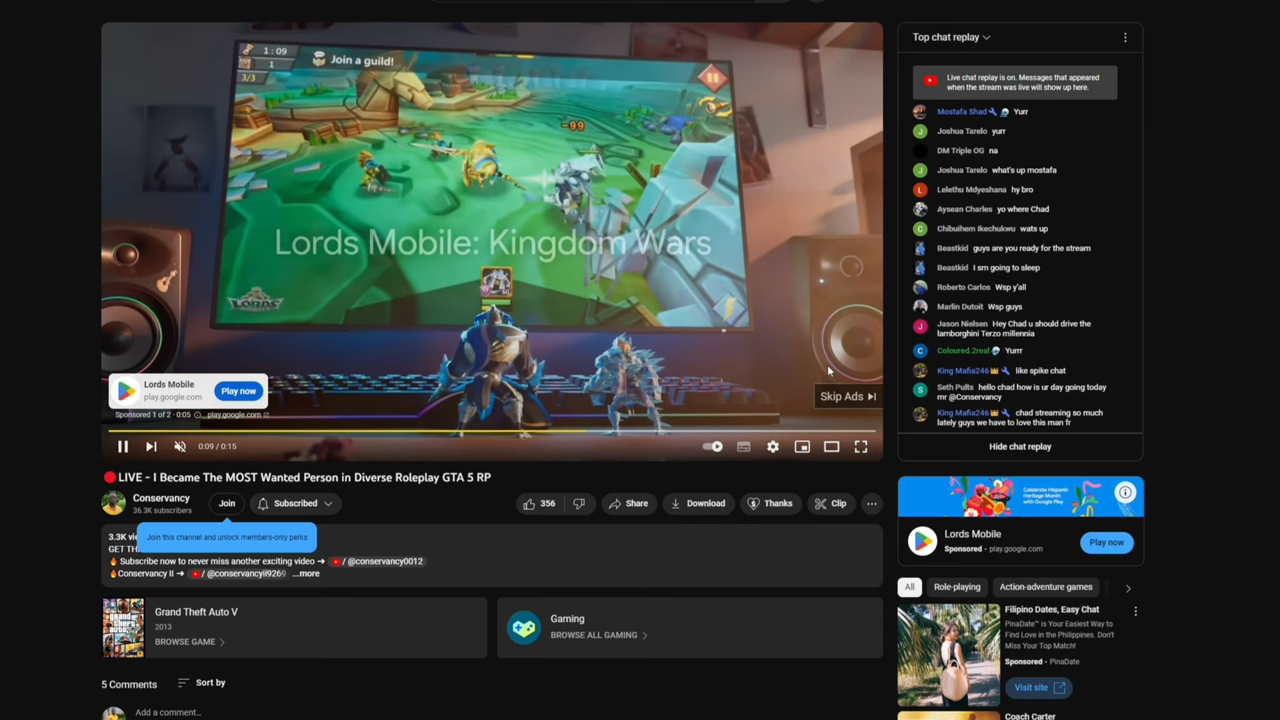 1:09
1
3/3
Join a guild!
-99
Lords Mobile: Kingdom Wars
LORDS
Lords Mobile
play.google.com
Play now
Skip Ads
Sponsored 1 of 2 · 0:05
play.google.com
0:09 / 0:15
LIVE - I Became The MOST Wanted Person in Diverse Roleplay GTA 5 RP
Conservancy
36.3K subscribers
Join
Subscribed
356
Share
Download
Thanks
Clip
Join this channel and unlock members-only perks
3.3K
GET
Subscribe now to never miss another exciting video → / @conservancy0012
Conservancy II → / @conservancyii9269 ...more
Grand Theft Auto V
2013
BROWSE GAME
Gaming
BROWSE ALL GAMING
5 Comments
Sort by
Add a comment...
Top chat replay
Live chat replay is on. Messages that appeared
when the stream was live will show up here.
Mostafa Shad Yurr
Joshua Tarelo yurr
DM Triple OG na
Joshua Tarelo what's up mostafa
Lelethu Mdyeshana hy bro
Aysean Charles yo where Chad
Chibuihem Ikechukwu wats up
Beastkid guys are you ready for the stream
Beastkid I sm going to sleep
Roberto Carlos Wsp y'all
Marlin Dutoit Wsp guys
Jason Nielsen Hey Chad u should drive the
lamborghini Terzo millennia
Coloured.2real Yurrr
King Mafia246 like spike chat
Seth Pults hello chad how is ur day going today
mr @Conservancy
King Mafia246 chad streaming so much
lately guys we have to love this man fr
Hide chat replay
Celebrate Hispanic
Heritage Month
with Google Play
Lords Mobile
Sponsored · play.google.com
Play now
All
Role-playing
Action-adventure games
Filipino Dates, Easy Chat
PinaDate™ is Your Easiest Way to
Find Love in the Philippines. Don't
Miss Your Top Match!
Sponsored · PinaDate
Visit site
Coach Carter